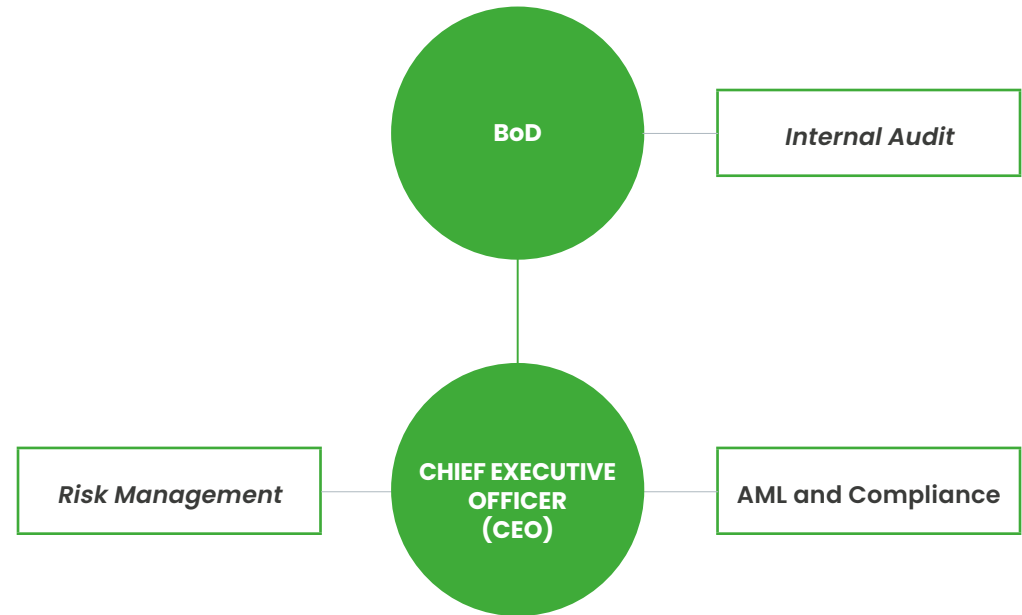 BoD
Internal Audit
Risk Management
CHIEF EXECUTIVE
OFFICER
(CEO)
AML and Compliance